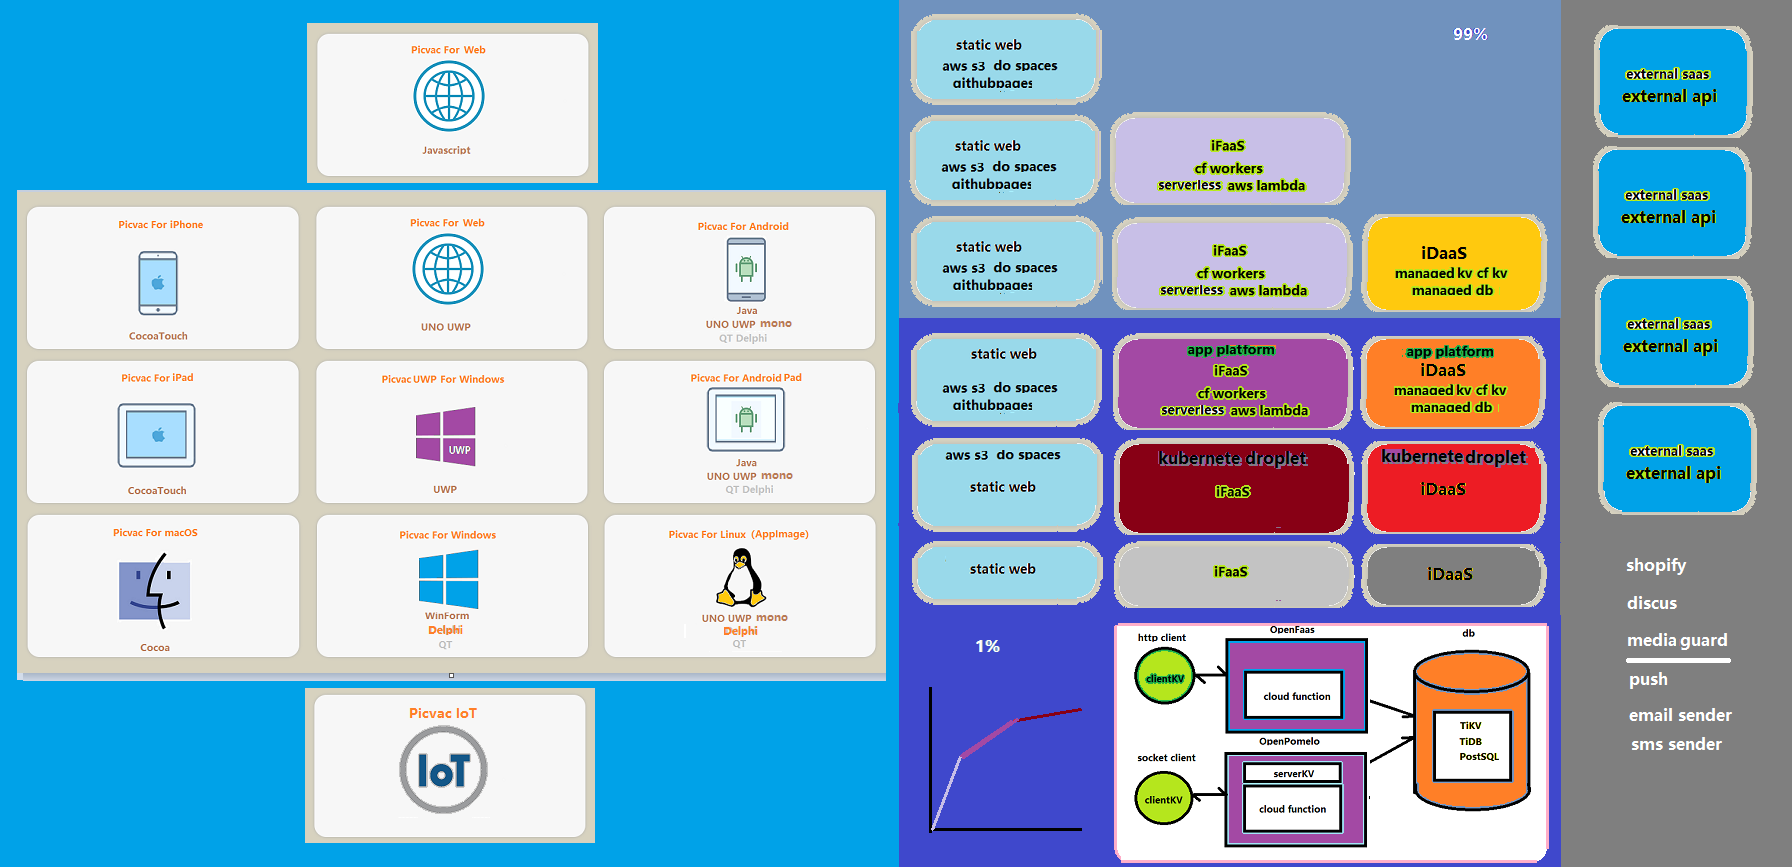 Picvac For Web
Javascript
Picvac For iPhone
CocoaTouch
Picvac For Web
UNO UWP
Picvac For Android
Java
UNO UWP mono
QT Delphi
Picvac For iPad
CocoaTouch
Picvac UWP For Windows
UWP
UWP
Picvac For Android Pad
Java
UNO UWP mono
QT Delphi
Picvac For macOS
Cocoa
Picvac For Windows
WinForm
Delphi
QT
Picvac For Linux (AppImage)
UNO UWP mono
Delphi
QT
Picvac IoT
IoT
99%
static web
aws s3 do spaces
githubpages
static web
aws s3 do spaces
githubpages
iFaaS
cf workers
serverless aws lambda
static web
aws s3 do spaces
githubpages
iFaaS
cf workers
serverless aws lambda
iDaaS
managed kv cf kv
managed db
static web
aws s3 do spaces
githubpages
app platform
iFaaS
cf workers
serverless aws lambda
app platform
iDaaS
managed kv cf kv
managed db
aws s3 do spaces
static web
kubernete droplet
iFaaS
kubernete droplet
iDaaS
static web
iFaaS
iDaaS
1%
http client
clientKV
OpenFaas
cloud function
db
TiKV
TiDB
PostSQL
socket client
clientKV
OpenPomelo
serverKV
cloud function
external saas
external api
external saas
external api
external saas
external api
external saas
external api
shopify
discus
media guard
push
email sender
sms sender